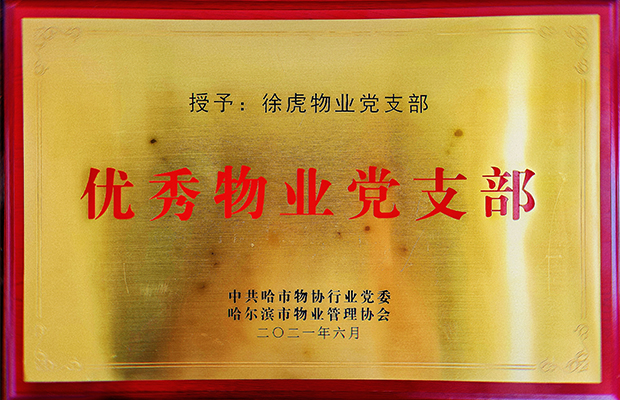 授予：徐虎物业党支部
优秀物业党支部
中共哈市物协行业党委
哈尔滨市物业管理协会
二〇二一年六月